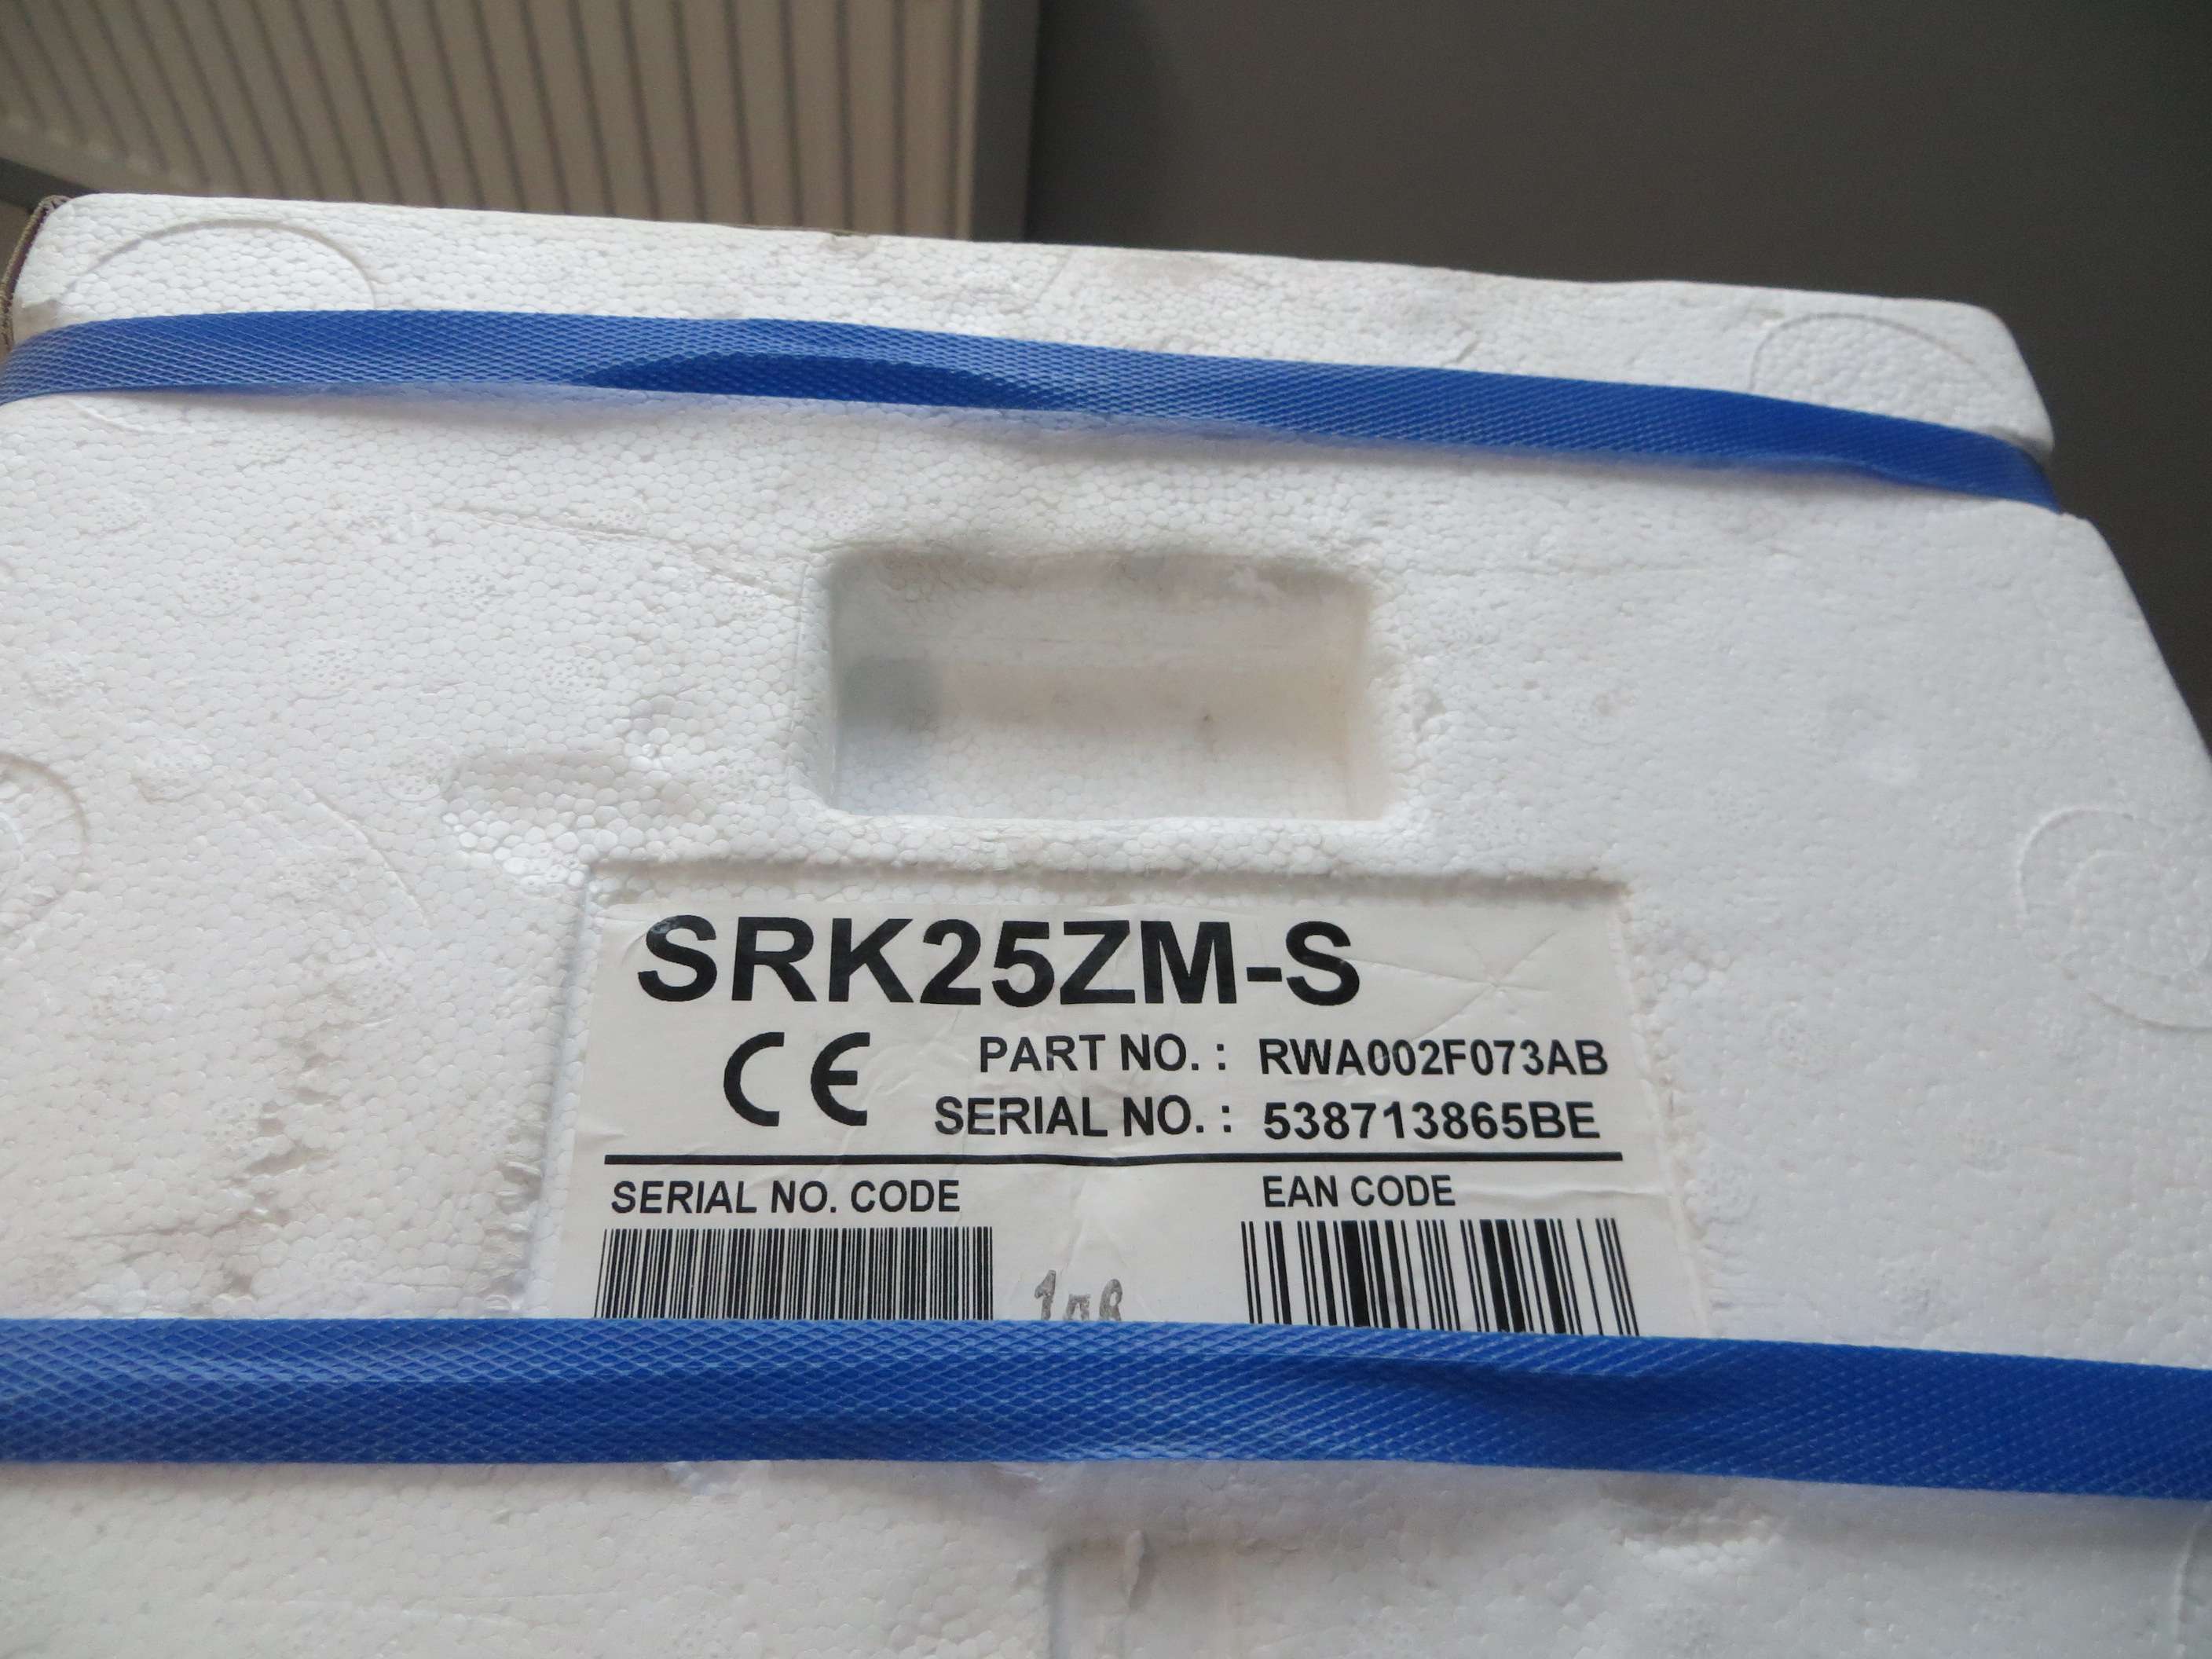 SRK25ZM-S
CE
PART NO. : RWA002F073AB
SERIAL NO. : 538713865BE
SERIAL NO. CODE
EAN CODE